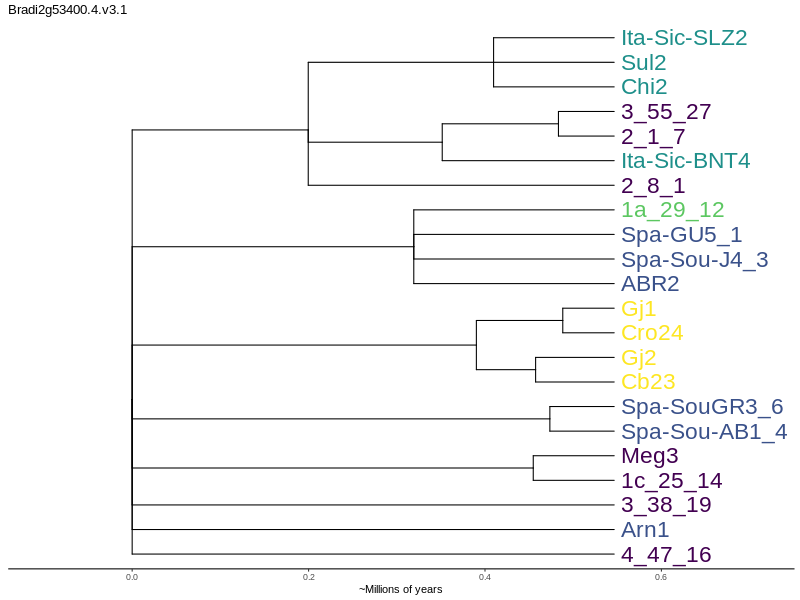 Bradi2g53400.4.v3.1
Ita-Sic-SLZ2
Sul2
Chi2
3_55_27
2_1_7
Ita-Sic-BNT4
2_8_1
1a_29_12
Spa-GU5_1
Spa-Sou-J4_3
ABR2
Gj1
Cro24
Gj2
Cb23
Spa-SouGR3_6
Spa-Sou-AB1_4
Meg3
1c_25_14
3_38_19
Arn1
4_47_16
0.0 0.2 0.4 0.6
~Millions of years